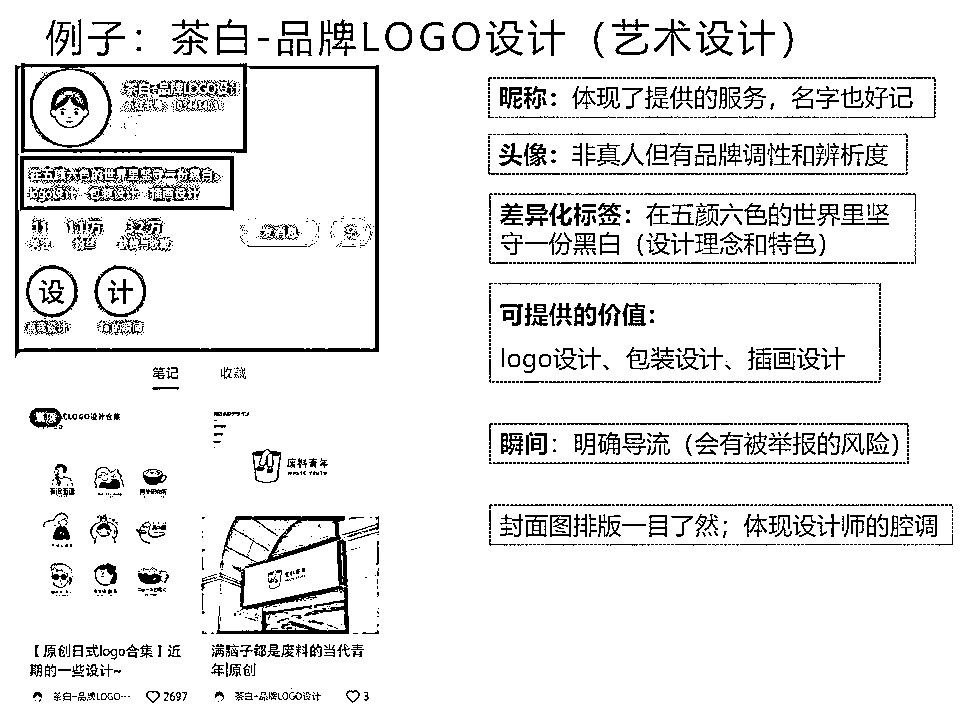 例子：茶白-品牌LOGO设计（艺术设计）
茶白-品牌LOGO设计
在五颜六色的世界里坚守一份黑白。
logo设计、包装设计、插画设计
11
1.1万
3.2万
发消息
设
计
笔记
收藏
LOGO设计合集
废料青年
【原创日式logo合集】近
期的一些设计~
茶白-品牌LOGO…
2697
满脑子都是废料的当代青
年|原创
茶白-品牌LOGO设计
3
昵称：体现了提供的服务，名字也好记
头像：非真人但有品牌调性和辨析度
差异化标签：在五颜六色的世界里坚
守一份黑白（设计理念和特色）
可提供的价值：
logo设计、包装设计、插画设计
瞬间：明确导流（会有被举报的风险）
封面图排版一目了然；体现设计师的腔调